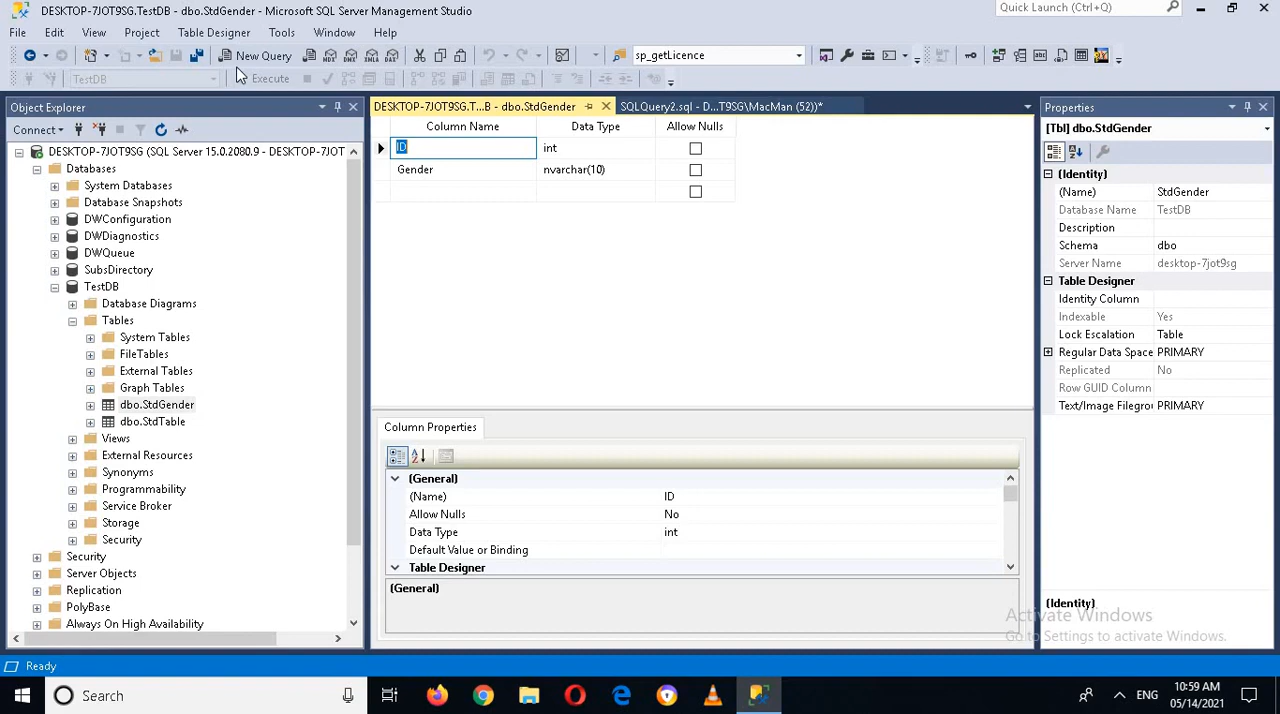 DESKTOP-7JOT9SG.TestDB - dbo.StdGender - Microsoft SQL Server Management Studio
Quick Launch (Ctrl+Q)
File Edit View Project Table Designer Tools Window Help
New Query MDX DMX XMLA DAX sp_getLicence
TestDB Execute
Object Explorer
DESKTOP-7JOT9SG.T...B - dbo.StdGender SQLQuery2.sql - D...T9SG\MacMan (52))*
Properties
Connect
DESKTOP-7JOT9SG (SQL Server 15.0.2080.9 - DESKTOP-7JOT
Databases
System Databases
Database Snapshots
DWConfiguration
DWDiagnostics
DWQueue
SubsDirectory
TestDB
Database Diagrams
Tables
System Tables
FileTables
External Tables
Graph Tables
dbo.StdGender
dbo.StdTable
Views
External Resources
Synonyms
Programmability
Service Broker
Storage
Security
Security
Server Objects
Replication
PolyBase
Always On High Availability
Column Name Data Type Allow Nulls
ID int
Gender nvarchar(10)
Column Properties
(General)
(Name) ID
Allow Nulls No
Data Type int
Default Value or Binding
Table Designer
(General)
[Tbl] dbo.StdGender
(Identity)
(Name) StdGender
Database Name TestDB
Description
Schema dbo
Server Name desktop-7jot9sg
Table Designer
Identity Column
Indexable Yes
Lock Escalation Table
Regular Data Space PRIMARY
Replicated No
Row GUID Column
Text/Image Filegro PRIMARY
(Identity)
Activate Windows
Go to Settings to activate Windows.
Ready
Search
ENG
10:59 AM
05/14/2021